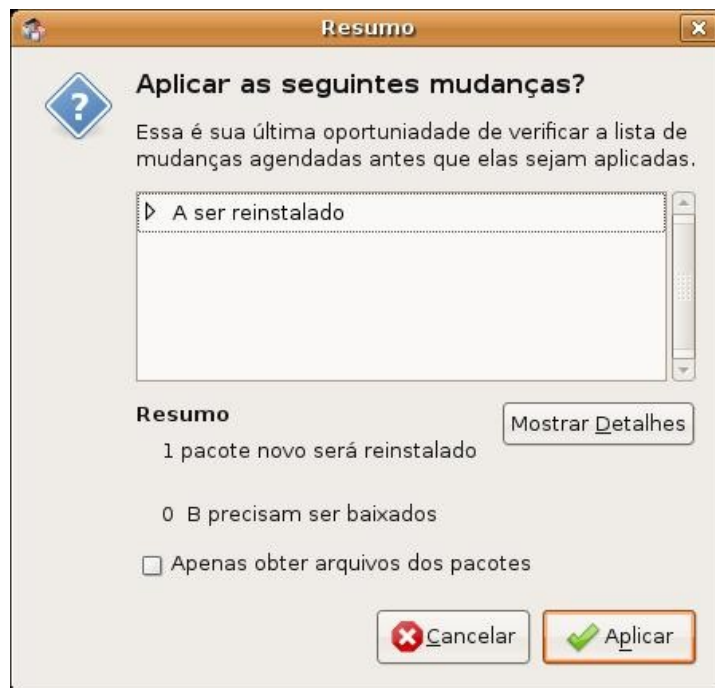 Resumo
Aplicar as seguintes mudanças?
Essa é sua última oportuniadade de verificar a lista de
mudanças agendadas antes que elas sejam aplicadas.
A ser reinstalado
Resumo
Mostrar Detalhes
1 pacote novo será reinstalado
0 B precisam ser baixados
Apenas obter arquivos dos pacotes
Cancelar
Aplicar